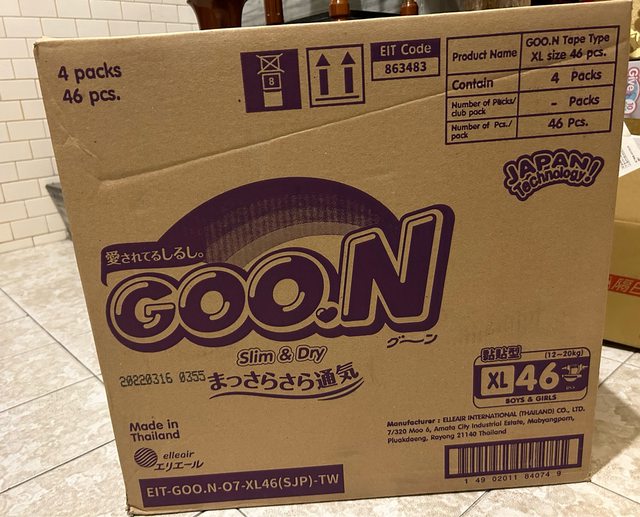 4 packs
46 pcs.
8
EIT Code
863483
Product Name
GOO.N Tape Type
XL size 46 pcs.
Contain
4 Packs
Number of Packs/
club pack
- Packs
Number of Pcs./
pack
46 Pcs.
JAPAN!
Technology!
愛されてるしるし。
GOO.N
グ〜ン
Slim & Dry
まっさらさら通気
20220316 0355
黏貼型
(12~20kg)
XL 46
BOYS & GIRLS
Made in
Thailand
elleair
エリエール
Manufacturer : ELLEAIR INTERNATIONAL (THAILAND) CO., LTD.
7/320 Moo 6, Amata City Industrial Estate, Mabyangporn,
Pluakdaeng, Rayong 21140 Thailand
EIT-GOO.N-O7-XL46(SJP)-TW
1 49 02011 84074 9
Give